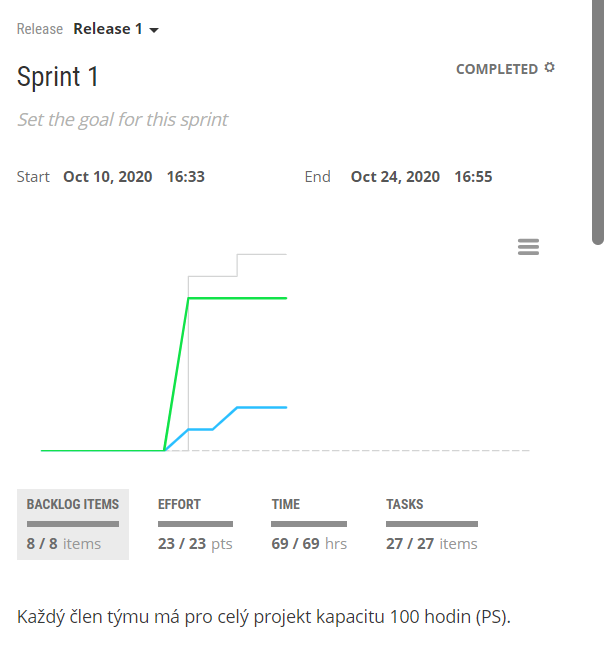 Release Release 1
Sprint 1
COMPLETED
Set the goal for this sprint
Start Oct 10, 2020 16:33 End Oct 24, 2020 16:55
BACKLOG ITEMS EFFORT TIME TASKS
8 / 8 items 23 / 23 pts 69 / 69 hrs 27 / 27 items
Každý člen týmu má pro celý projekt kapacitu 100 hodin (PS).